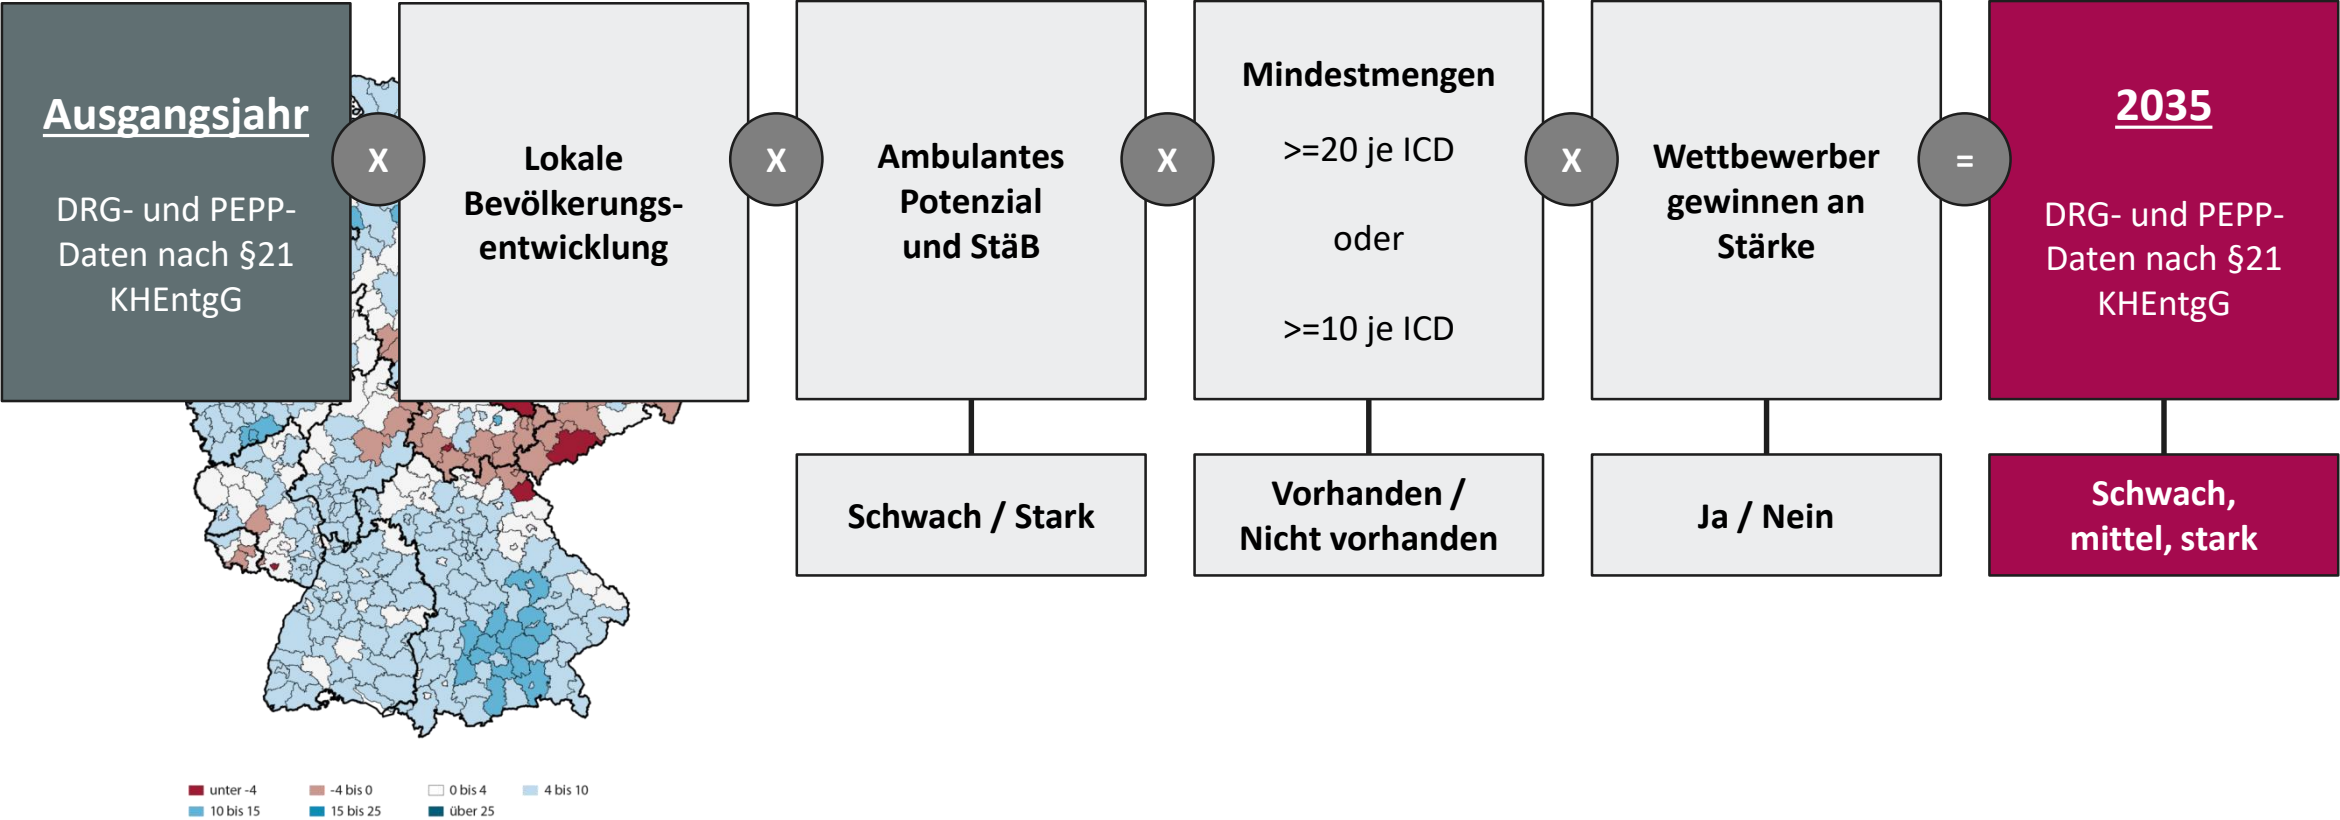 Ausgangsjahr
DRG- und PEPP-
Daten nach §21
KHEntgG
X
Lokale
Bevölkerungs-
entwicklung
X
Ambulantes
Potenzial
und StäB
X
Mindestmengen
>=20 je ICD
oder
>=10 je ICD
X
Wettbewerber
gewinnen an
Stärke
=
2035
DRG- und PEPP-
Daten nach §21
KHEntgG
Schwach / Stark
Vorhanden /
Nicht vorhanden
Ja / Nein
Schwach,
mittel, stark
unter -4
-4 bis 0
0 bis 4
4 bis 10
10 bis 15
15 bis 25
über 25